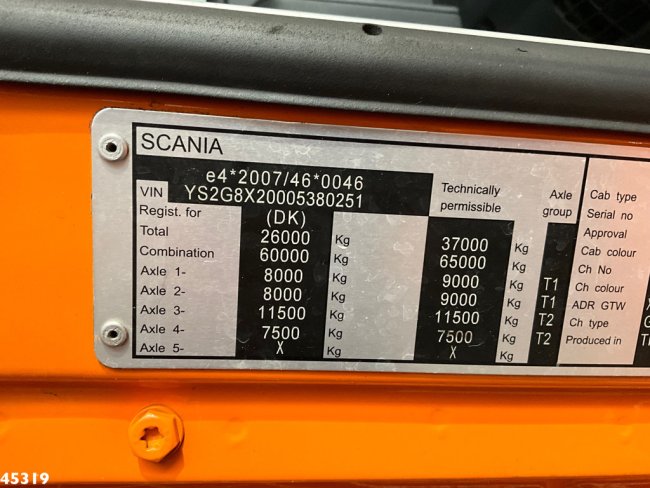 SCANIA
e4*2007/46*0046
VIN YS2G8X20005380251
Regist. for (DK)
Technically permissible
Axle group
Total 26000 Kg 37000 Kg
Combination 60000 Kg 65000 Kg
Axle 1- 8000 Kg 9000 Kg T1
Axle 2- 8000 Kg 9000 Kg T1
Axle 3- 11500 Kg 11500 Kg T2
Axle 4- 7500 Kg 7500 Kg T2
Axle 5- X Kg X Kg
Cab type
Serial no
Approval
Cab colour
Ch No
Ch colour
ADR GTW
Ch type
Produced in
45319